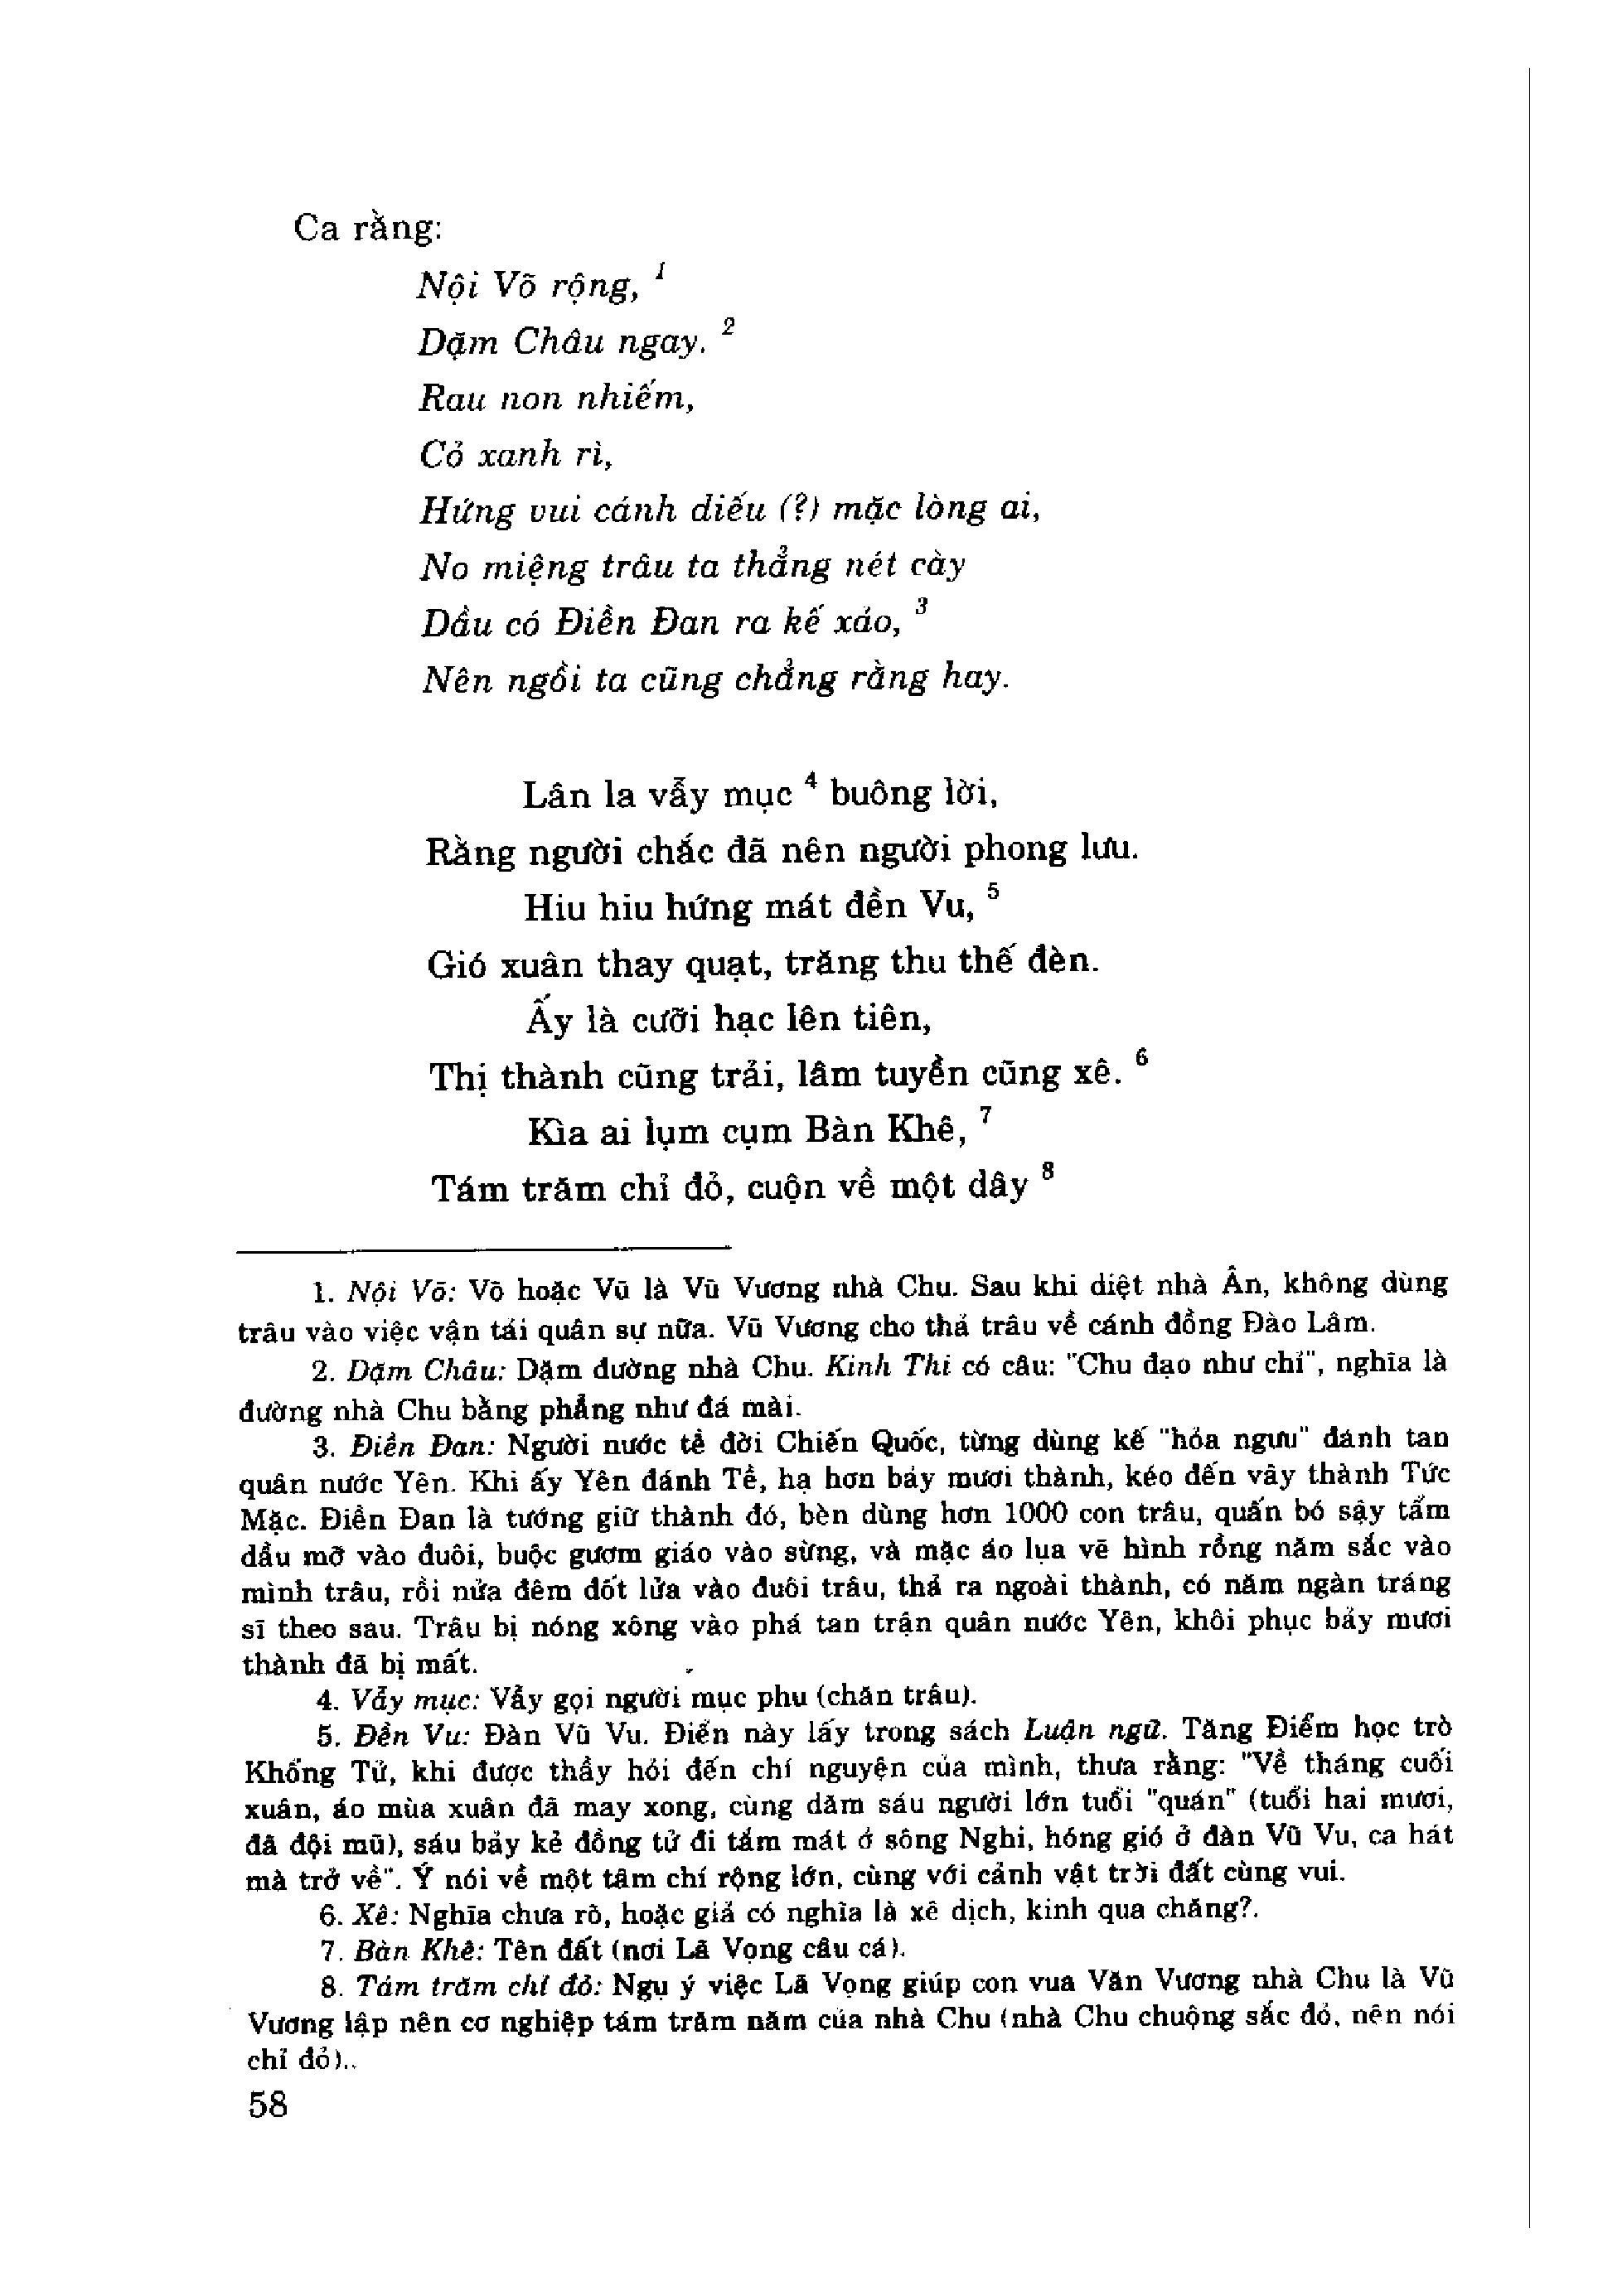 Ca rằng:
Nội Võ rộng, 1
Dặm Châu ngay. 2
Rau non nhiếm,
Cỏ xanh rì,
Hứng vui cánh diếu (?) mặc lòng ai,
No miệng trâu ta thẳng nét cày
Dầu có Điền Đan ra kế xảo, 3
Nên ngồi ta cũng chẳng rằng hay.
Lân la vẫy mục 4 buông lời,
Rằng người chắc đã nên người phong lưu.
Hiu hiu hứng mát đền Vu, 5
Gió xuân thay quạt, trăng thu thế đèn.
Ấy là cưỡi hạc lên tiên,
Thị thành cũng trải, lâm tuyền cũng xê. 6
Kìa ai lụm cụm Bàn Khê, 7
Tám trăm chỉ đỏ, cuộn về một dây 8
1. Nội Võ: Võ hoặc Vũ là Vũ Vương nhà Chu. Sau khi diệt nhà Ân, không dùng
trâu vào việc vận tải quân sự nữa. Vũ Vương cho thả trâu về cánh đồng Đào Lâm.
2. Dặm Châu: Dặm đường nhà Chu. Kinh Thi có câu: "Chu đạo như chỉ", nghĩa là
đường nhà Chu bằng phẳng như đá mài.
3. Điền Đan: Người nước tề đời Chiến Quốc, từng dùng kế "hỏa ngưu" đánh tan
quân nước Yên. Khi ấy Yên đánh Tề, hạ hơn bảy mươi thành, kéo đến vây thành Tức
Mặc. Điền Đan là tướng giữ thành đó, bèn dùng hơn 1000 con trâu, quấn bó sậy tẩm
dầu mỡ vào đuôi, buộc gươm giáo vào sừng, và mặc áo lụa vẽ hình rồng năm sắc vào
mình trâu, rồi nửa đêm đốt lửa vào đuôi trâu, thả ra ngoài thành, có năm ngàn tráng
sĩ theo sau. Trâu bị nóng xông vào phá tan trận quân nước Yên, khôi phục bảy mươi
thành đã bị mất.
4. Vẫy mục: Vẫy gọi người mục phu (chăn trâu).
5. Đền Vu: Đàn Vũ Vu. Điển này lấy trong sách Luận ngữ. Tăng Điểm học trò
Khổng Tử, khi được thầy hỏi đến chí nguyện của mình, thưa rằng: "Về tháng cuối
xuân, áo mùa xuân đã may xong, cùng dăm sáu người lớn tuổi "quán" (tuổi hai mươi,
đã đội mũ), sáu bảy kẻ đồng tử đi tắm mát ở sông Nghi, hóng gió ở đàn Vũ Vu, ca hát
mà trở về". Ý nói về một tâm chí rộng lớn, cùng với cảnh vật trời đất cùng vui.
6. Xê: Nghĩa chưa rõ, hoặc giả có nghĩa là xê dịch, kinh qua chăng?.
7. Bàn Khê: Tên đất (nơi Lã Vọng câu cá).
8. Tám trăm chỉ đỏ: Ngụ ý việc Lã Vọng giúp con vua Văn Vương nhà Chu là Vũ
Vương lập nên cơ nghiệp tám trăm năm của nhà Chu (nhà Chu chuộng sắc đỏ, nên nói
chỉ đỏ)..
58